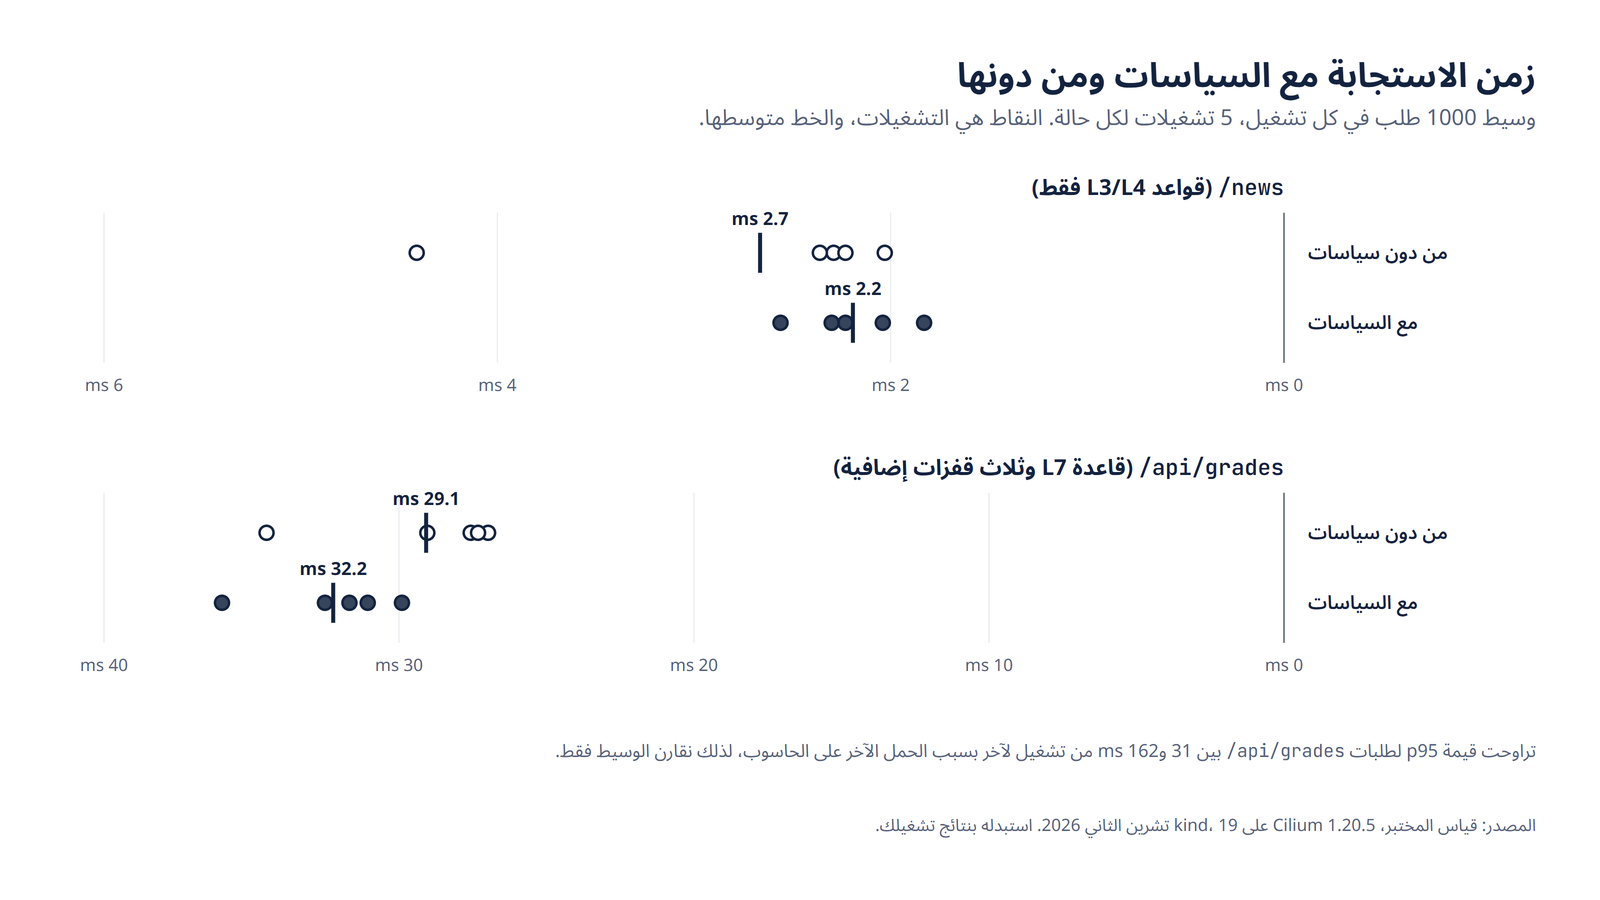 زمن الاستجابة مع السياسات ومن دونها
وسيط 1000 طلب في كل تشغيل، 5 تشغيلات لكل حالة. النقاط هي التشغيلات، والخط متوسطها.
/news (قواعد L3/L4 فقط)
من دون سياسات
2.7 ms
مع السياسات
2.2 ms
0 ms
2 ms
4 ms
6 ms
/api/grades (قاعدة L7 وثلاث قفزات إضافية)
من دون سياسات
29.1 ms
مع السياسات
32.2 ms
0 ms
10 ms
20 ms
30 ms
40 ms
تراوحت قيمة p95 لطلبات /api/grades بين 31 و162 ms من تشغيل لآخر بسبب الحمل الآخر على الحاسوب، لذلك نقارن الوسيط فقط.
المصدر: قياس المختبر، Cilium 1.20.5 على kind، 19 تشرين الثاني 2026. استبدله بنتائج تشغيلك.